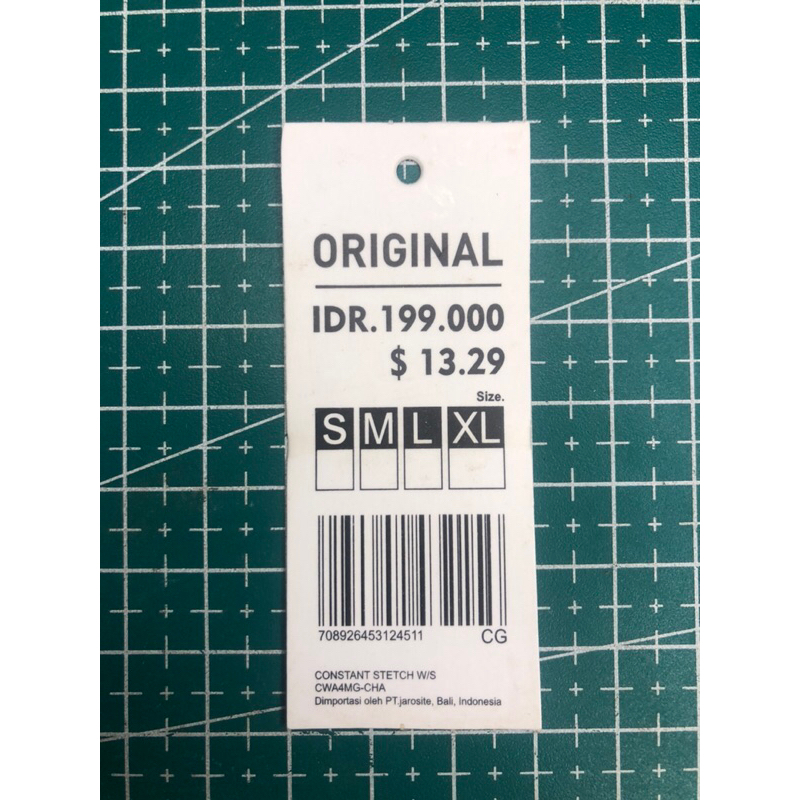 ORIGINAL
IDR.199.000
$ 13.29
Size.
S M L XL
708926453124511 CG
CONSTANT STETCH W/S
CWA4MG-CHA
Dimportasi oleh PT.jarosite, Bali, Indonesia